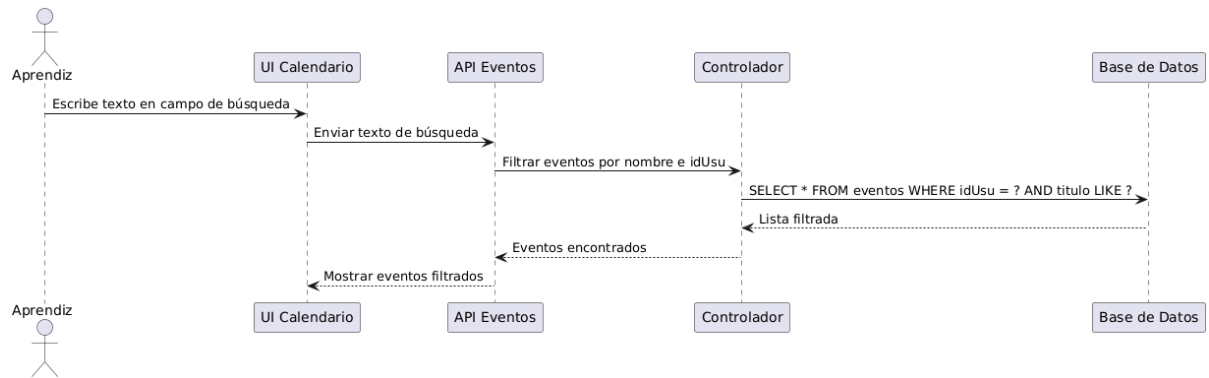 Aprendiz
UI Calendario
API Eventos
Controlador
Base de Datos
Escribe texto en campo de búsqueda
Enviar texto de búsqueda
Filtrar eventos por nombre e idUsu
SELECT * FROM eventos WHERE idUsu = ? AND titulo LIKE ?
Lista filtrada
Eventos encontrados
Mostrar eventos filtrados
Aprendiz
UI Calendario
API Eventos
Controlador
Base de Datos